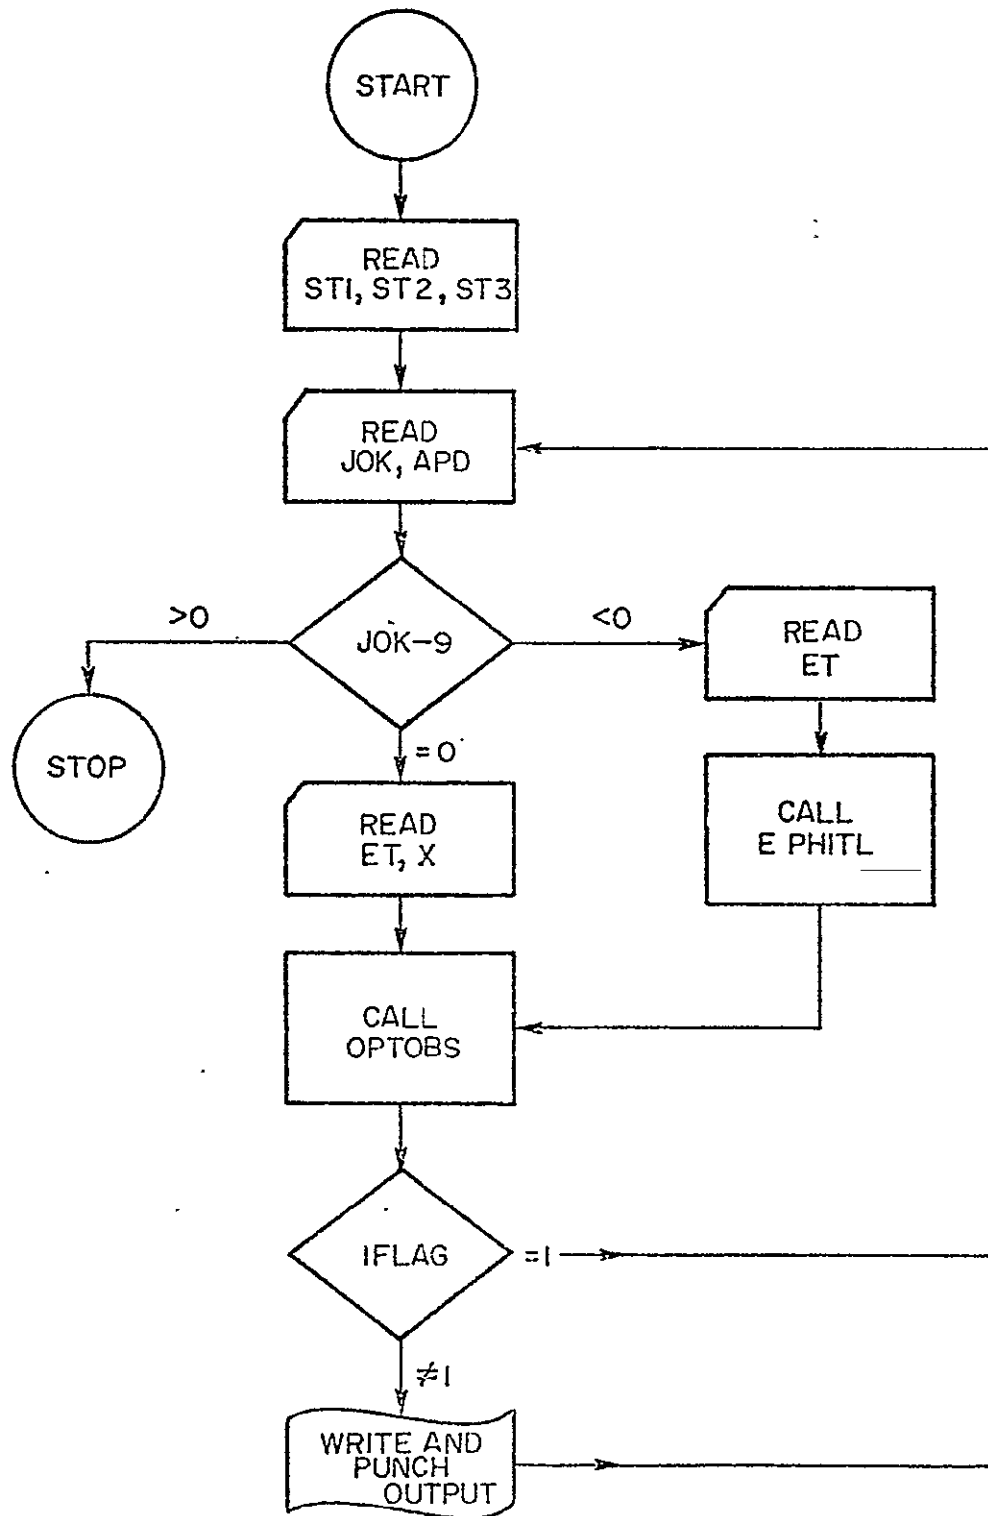 START
READ
ST1, ST2, ST3
READ
JOK, APD
JOK-9
>0
<0
=0
STOP
READ
ET
CALL
E PHITL
READ
ET, X
CALL
OPTOBS
IFLAG
=1
≠1
WRITE AND
PUNCH
OUTPUT